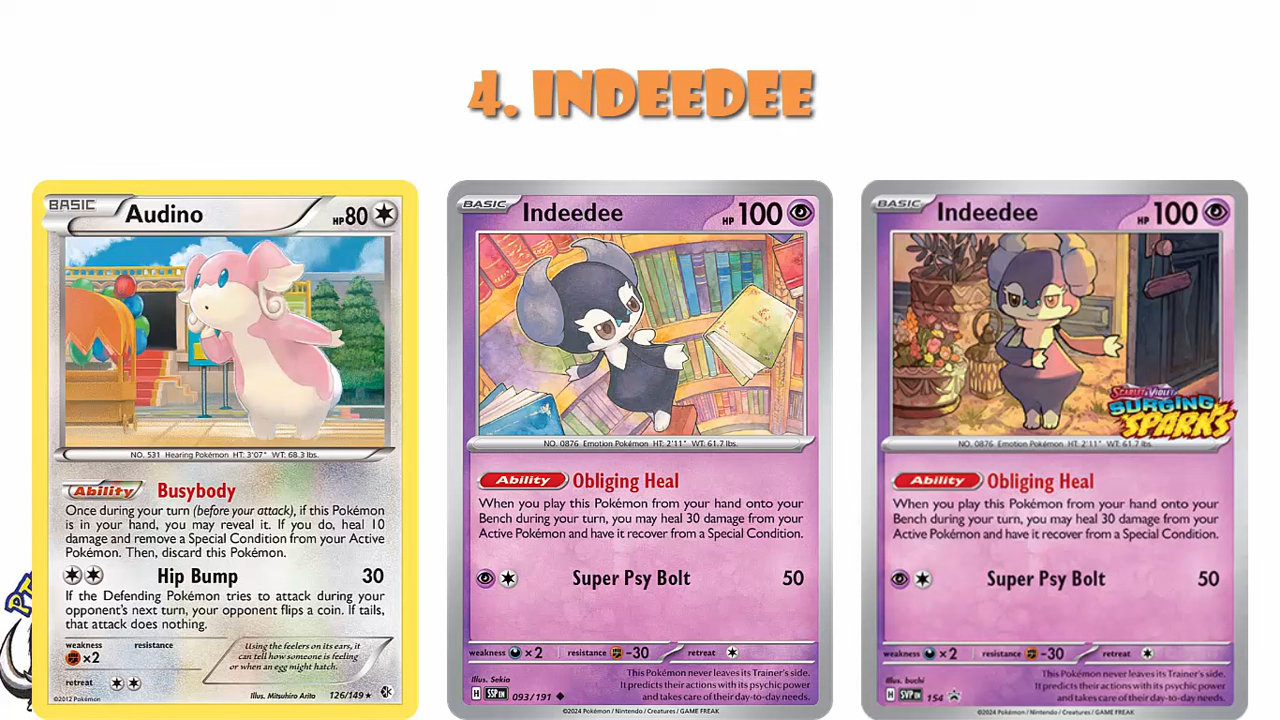 4. INDEEDEE
BASIC
Audino
HP80
NO. 531 Hearing Pokémon HT: 3'07" WT: 68.3 lbs.
Ability Busybody
Once during your turn (before your attack), if this Pokémon
is in your hand, you may reveal it. If you do, heal 10
damage and remove a Special Condition from your Active
Pokémon. Then, discard this Pokémon.
Hip Bump 30
If the Defending Pokémon tries to attack during your
opponent's next turn, your opponent flips a coin. If tails,
that attack does nothing.
weakness resistance
×2
retreat
Using the feelers on its ears, it
can tell how someone is feeling
or when an egg might hatch.
©2012 Pokémon
Illus. Mitsuhiro Arita
126/149★
BASIC
Indeedee
HP 100
NO. 0876 Emotion Pokémon HT: 2'11" WT: 61.7 lbs.
Ability Obliging Heal
When you play this Pokémon from your hand onto your
Bench during your turn, you may heal 30 damage from your
Active Pokémon and have it recover from a Special Condition.
Super Psy Bolt 50
weakness ×2 resistance -30 retreat
Illus. Sekio
H SSP EN 093/191 ◆
This Pokémon never leaves its Trainer's side.
It predicts their actions with its psychic power
and takes care of their day-to-day needs.
©2024 Pokémon / Nintendo / Creatures / GAME FREAK
BASIC
Indeedee
HP 100
SCARLET & VIOLET
SURGING
SPARKS
NO. 0876 Emotion Pokémon HT: 2'11" WT: 61.7 lbs.
Ability Obliging Heal
When you play this Pokémon from your hand onto your
Bench during your turn, you may heal 30 damage from your
Active Pokémon and have it recover from a Special Condition.
Super Psy Bolt 50
weakness ×2 resistance -30 retreat
Illus. buchi
H SVP EN 154
This Pokémon never leaves its Trainer's side.
It predicts their actions with its psychic power
and takes care of their day-to-day needs.
©2024 Pokémon / Nintendo / Creatures / GAME FREAK